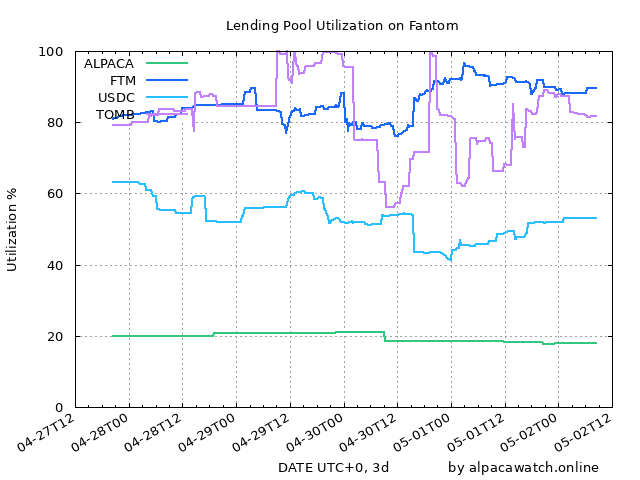 Lending Pool Utilization on Fantom
Utilization %
100
80
60
40
20
0
ALPACA
FTM
USDC
TOMB
04-27T12
04-28T00
04-28T12
04-29T00
04-29T12
04-30T00
04-30T12
05-01T00
05-01T12
05-02T00
05-02T12
DATE UTC+0, 3d
by alpacawatch.online